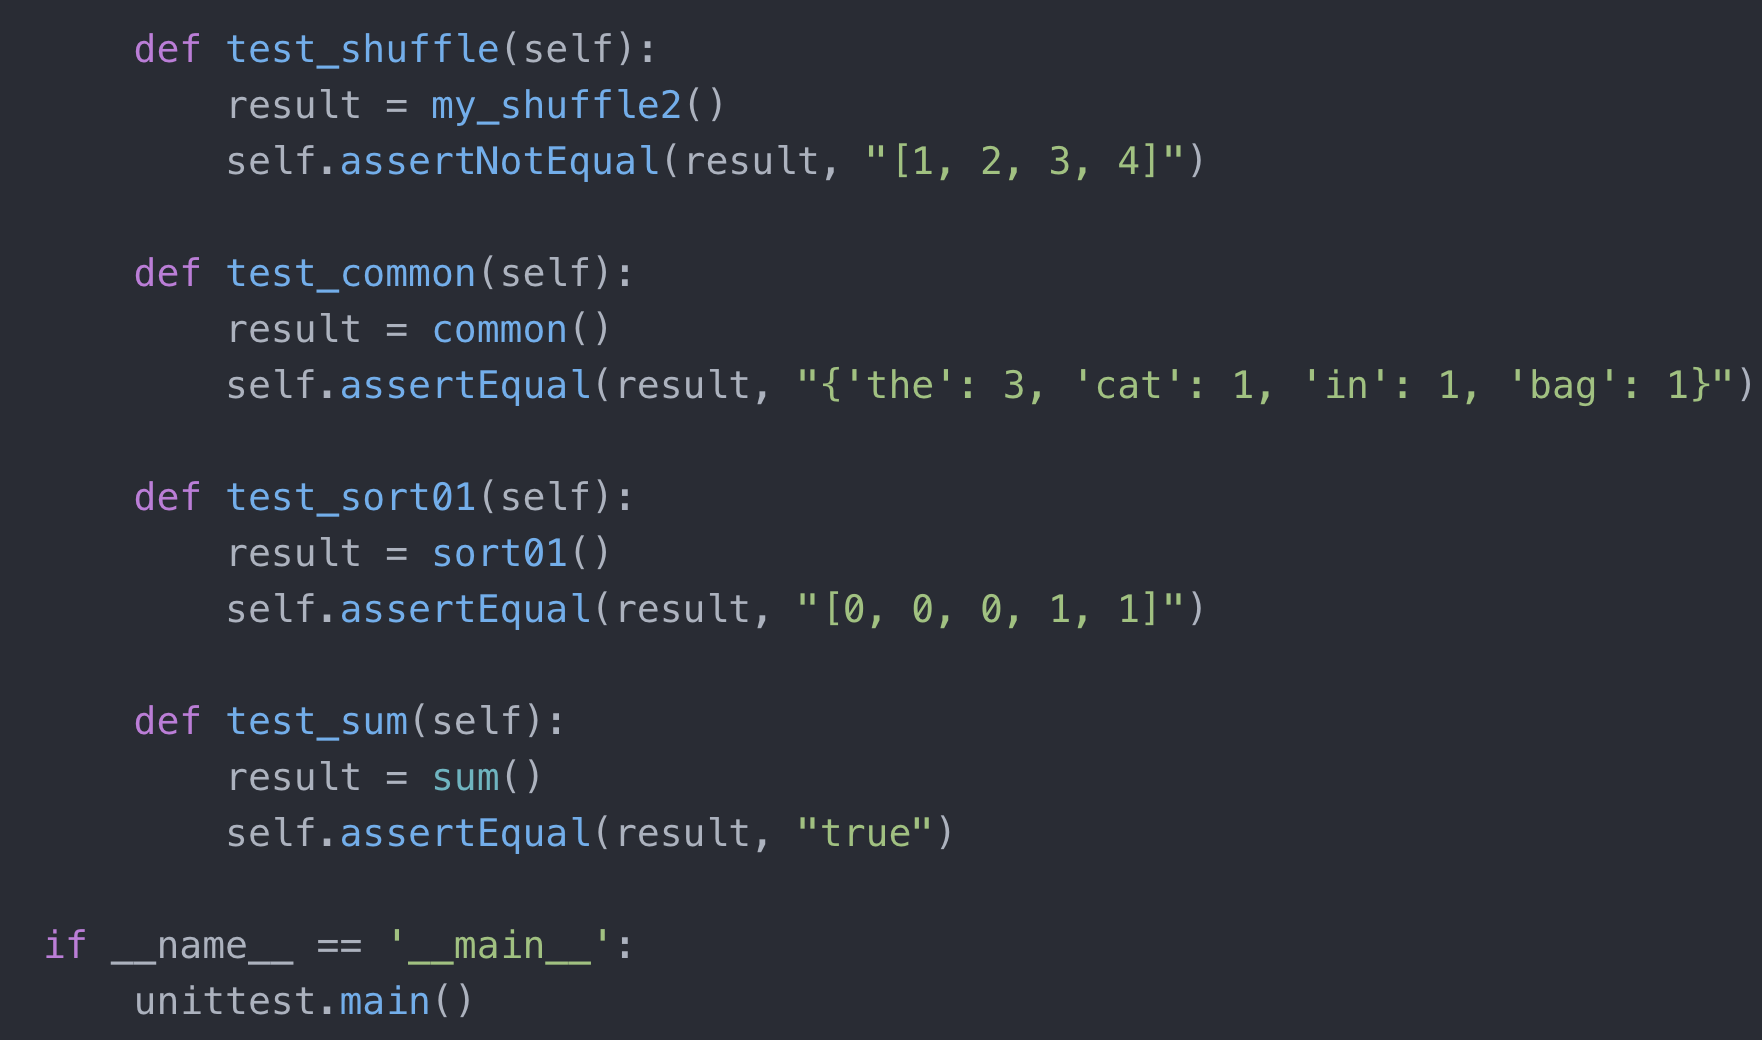 def test_shuffle(self):
result = my_shuffle2()
self.assertNotEqual(result, "[1, 2, 3, 4]")
def test_common(self):
result = common()
self.assertEqual(result, "{'the': 3, 'cat': 1, 'in': 1, 'bag': 1}")
def test_sort01(self):
result = sort01()
self.assertEqual(result, "[0, 0, 0, 1, 1]")
def test_sum(self):
result = sum()
self.assertEqual(result, "true")
if __name__ == '__main__':
unittest.main()